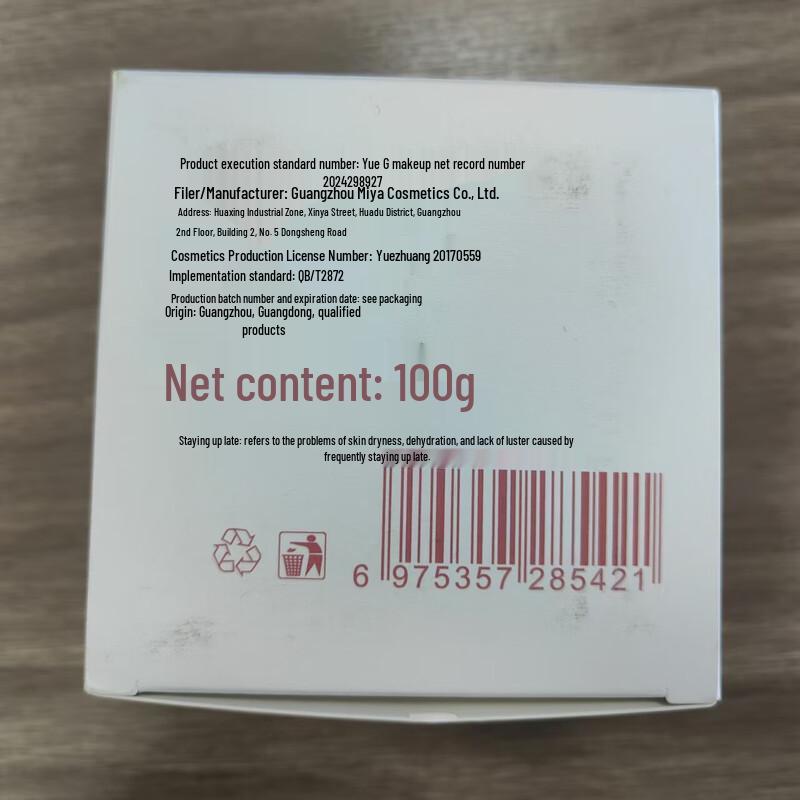 Product execution standard number: Yue G makeup net record number
2024298927
Filer/Manufacturer: Guangzhou Miya Cosmetics Co., Ltd.
Address: Huaxing Industrial Zone, Xinya Street, Huadu District, Guangzhou
2nd Floor, Building 2, No. 5 Dongsheng Road
Cosmetics Production License Number: Yuezhuang 20170559
Implementation standard: QB/T2872
Production batch number and expiration date: see packaging
Origin: Guangzhou, Guangdong, qualified
products
Net content: 100g
Staying up late: refers to the problems of skin dryness, dehydration, and lack of luster caused by
frequently staying up late.
6 975357 285421